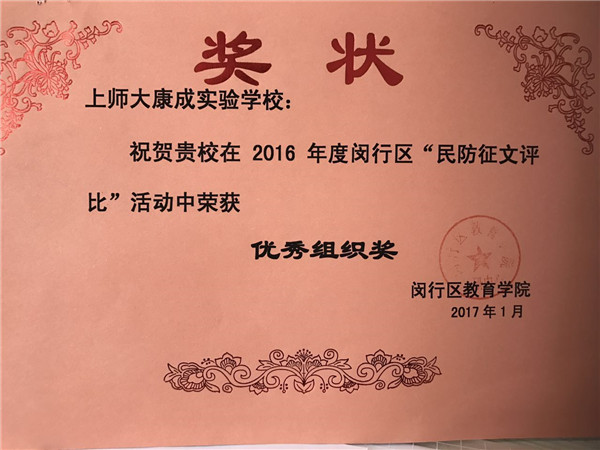 奖状
上师大康成实验学校：
祝贺贵校在 2016 年度闵行区“民防征文评
比”活动中荣获
优秀组织奖
闵行区教育学院
2017 年 1 月